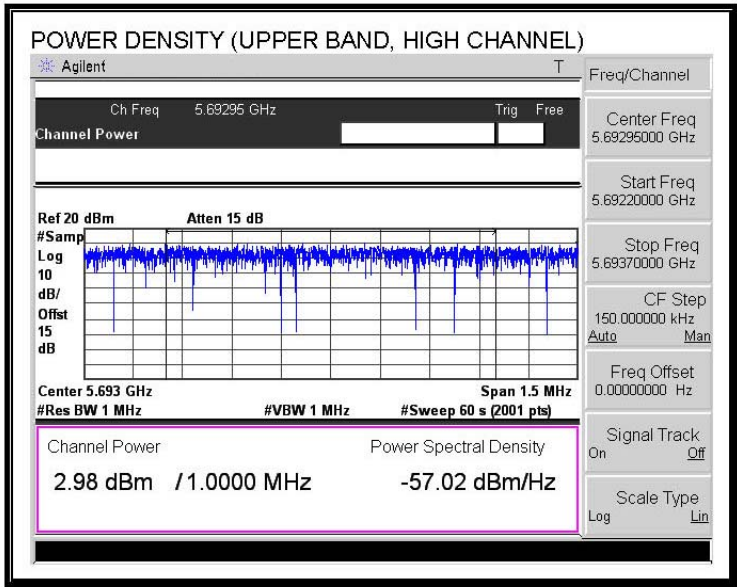 POWER DENSITY (UPPER BAND, HIGH CHANNEL)
Agilent T
Freq/Channel
Ch Freq 5.69295 GHz Trig Free
Channel Power
Center Freq
5.69295000 GHz
Start Freq
5.69220000 GHz
Stop Freq
5.69370000 GHz
CF Step
150.000000 kHz
Auto Man
Freq Offset
0.00000000 Hz
Signal Track
On Off
Scale Type
Log Lin
Ref 20 dBm Atten 15 dB
#Samp
Log
10
dB/
Offst
15
dB
Center 5.693 GHz Span 1.5 MHz
#Res BW 1 MHz #VBW 1 MHz #Sweep 60 s (2001 pts)
Channel Power Power Spectral Density
2.98 dBm / 1.0000 MHz -57.02 dBm/Hz